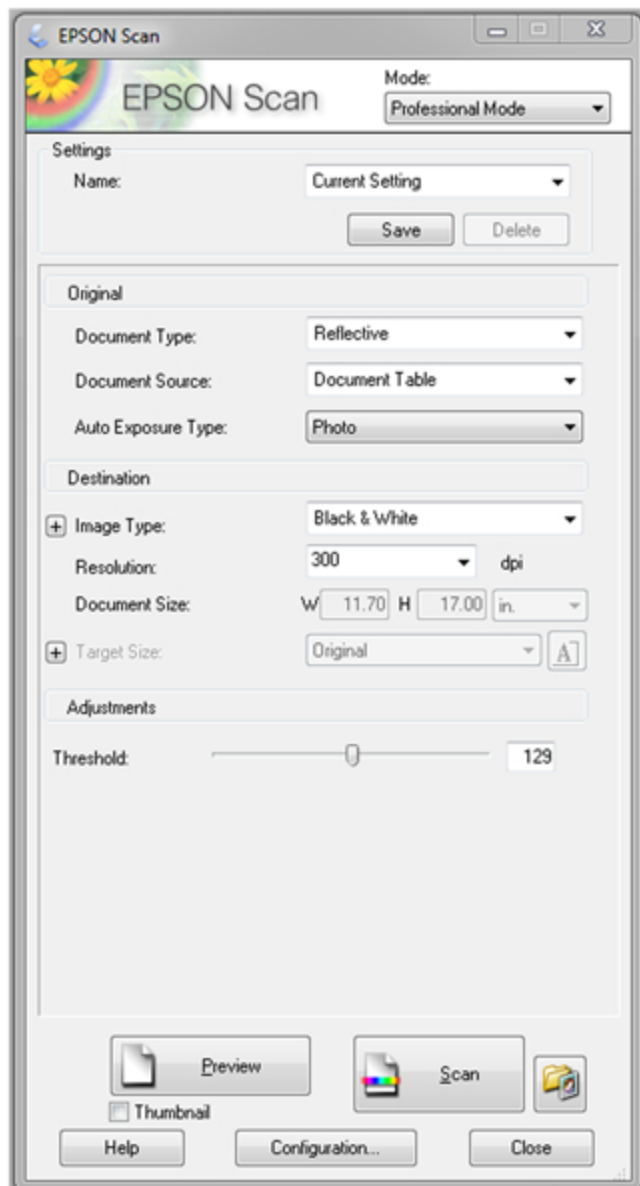 EPSON Scan
EPSON Scan
Mode:
Professional Mode
Settings
Name: Current Setting
Save Delete
Original
Document Type: Reflective
Document Source: Document Table
Auto Exposure Type: Photo
Destination
Image Type: Black & White
Resolution: 300 dpi
Document Size: W 11.70 H 17.00 in.
Target Size: Original A
Adjustments
Threshold: 129
Preview Scan
Thumbnail
Help Configuration... Close